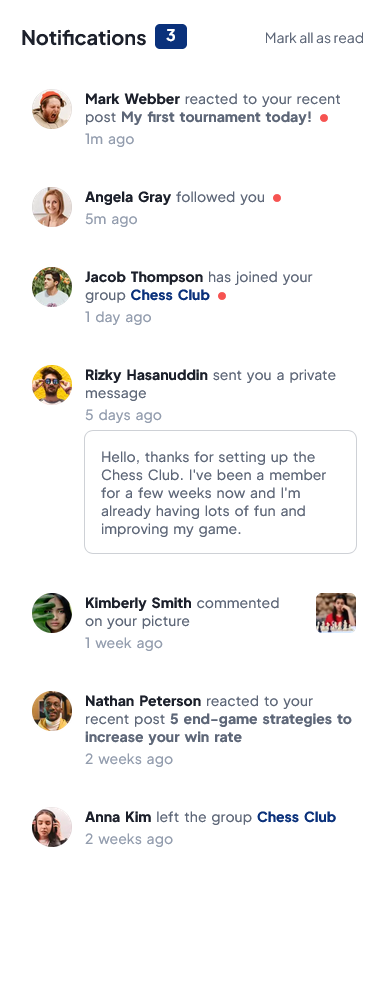 Notifications 3 Mark all as read
Mark Webber reacted to your recent
post My first tournament today!
1m ago
Angela Gray followed you
5m ago
Jacob Thompson has joined your
group Chess Club
1 day ago
Rizky Hasanuddin sent you a private
message
5 days ago
Hello, thanks for setting up the
Chess Club. I've been a member
for a few weeks now and I'm
already having lots of fun and
improving my game.
Kimberly Smith commented
on your picture
1 week ago
Nathan Peterson reacted to your
recent post 5 end-game strategies to
increase your win rate
2 weeks ago
Anna Kim left the group Chess Club
2 weeks ago